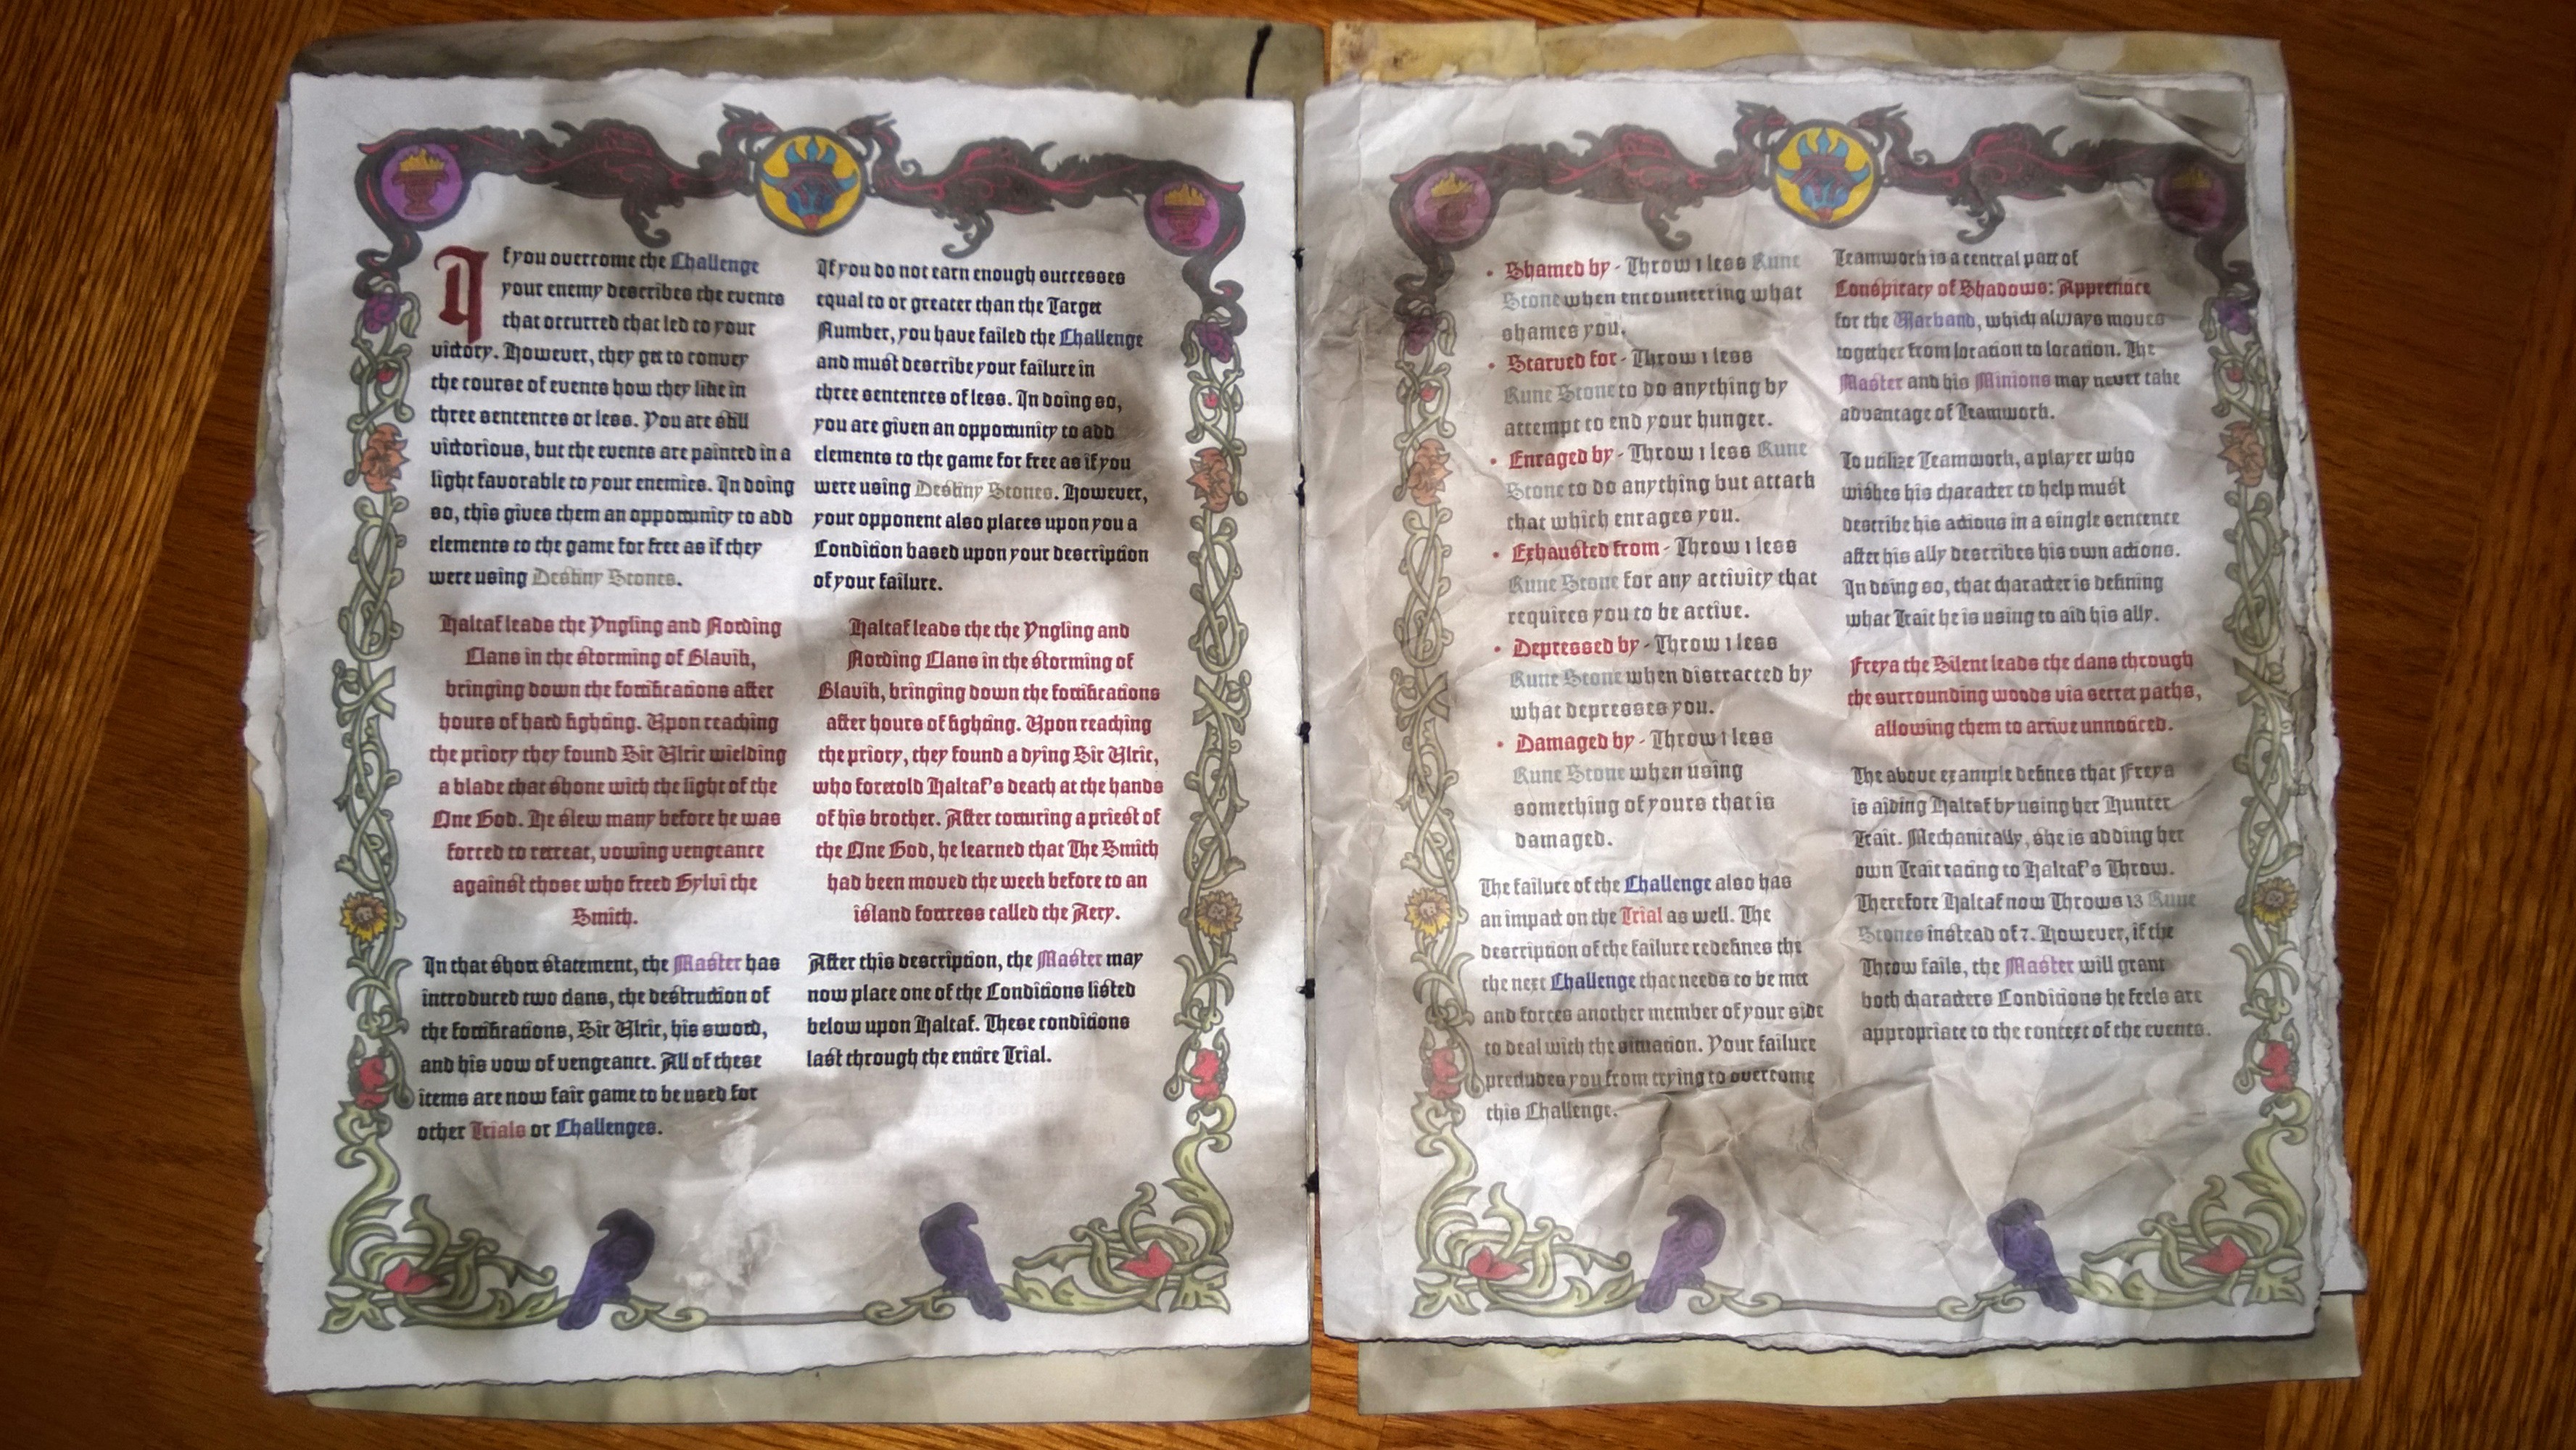 If you overcome the Challenge
your enemy describes the events
that occurred that led to your
victory. However, they get to convey
the course of events how they like in
three sentences or less. You are still
victorious, but the events are painted in a
light favorable to your enemies. In doing
so, this gives them an opportunity to add
elements to the game for free as if they
were using Destiny Stones.
Haltaf leads the Yngling and Nording
Clans in the storming of Glavik,
bringing down the fortifications after
hours of hard fighting. Upon reaching
the priory they found Sir Ulric wielding
a blade that shone with the light of the
One God. He slew many before he was
forced to retreat, vowing vengeance
against those who freed Gylvi the
Smith.
In that short statement, the Master has
introduced two clans, the destruction of
the fortifications, Sir Ulric, his sword,
and his vow of vengeance. All of these
items are now fair game to be used for
other Trials or Challenges.
If you do not earn enough successes
equal to or greater than the Target
Number, you have failed the Challenge
and must describe your failure in
three sentences of less. In doing so,
you are given an opportunity to add
elements to the game for free as if you
were using Destiny Stones. However,
your opponent also places upon you a
Condition based upon your description
of your failure.
Haltaf leads the the Yngling and
Nording Clans in the storming of
Glavik, bringing down the fortifications
after hours of fighting. Upon reaching
the priory, they found a dying Sir Ulric,
who foretold Haltaf's death at the hands
of his brother. After torturing a priest of
the One God, he learned that The Smith
had been moved the week before to an
island fortress called the Aery.
After this description, the Master may
now place one of the Conditions listed
below upon Haltaf. These conditions
last through the entire Trial.
• Shamed by - Throw 1 less Rune
Stone when encountering what
shames you.
• Starved for - Throw 1 less
Rune Stone to do anything by
attempt to end your hunger.
• Enraged by - Throw 1 less Rune
Stone to do anything but attack
that which enrages you.
• Exhausted from - Throw 1 less
Rune Stone for any activity that
requires you to be active.
• Depressed by - Throw 1 less
Rune Stone when distracted by
what depresses you.
• Damaged by - Throw 1 less
Rune Stone when using
something of yours that is
damaged.
The failure of the Challenge also has
an impact on the Trial as well. The
description of the failure redefines the
the next Challenge that needs to be met
and forces another member of your side
to deal with the situation. Your failure
precludes you from trying to overcome
this Challenge.
Teamwork is a central part of
Conspiracy of Shadows: Apprentice
for the Warband, which always moves
together from location to location. The
Master and his Minions may never take
advantage of Teamwork.
To utilize Teamwork, a player who
wishes his character to help must
describe his actions in a single sentence
after his ally describes his own actions.
In doing so, that character is defining
what Trait he is using to aid his ally.
Freya the Silent leads the clans through
the surrounding woods via secret paths,
allowing them to arrive unnoticed.
The above example defines that Freya
is aiding Haltaf by using her Hunter
Trait. Mechanically, she is adding her
own Trait rating to Haltaf's Throw.
Therefore Haltaf now Throws 13 Rune
Stones instead of 7. However, if the
Throw fails, the Master will grant
both characters Conditions he feels are
appropriate to the context of the events.